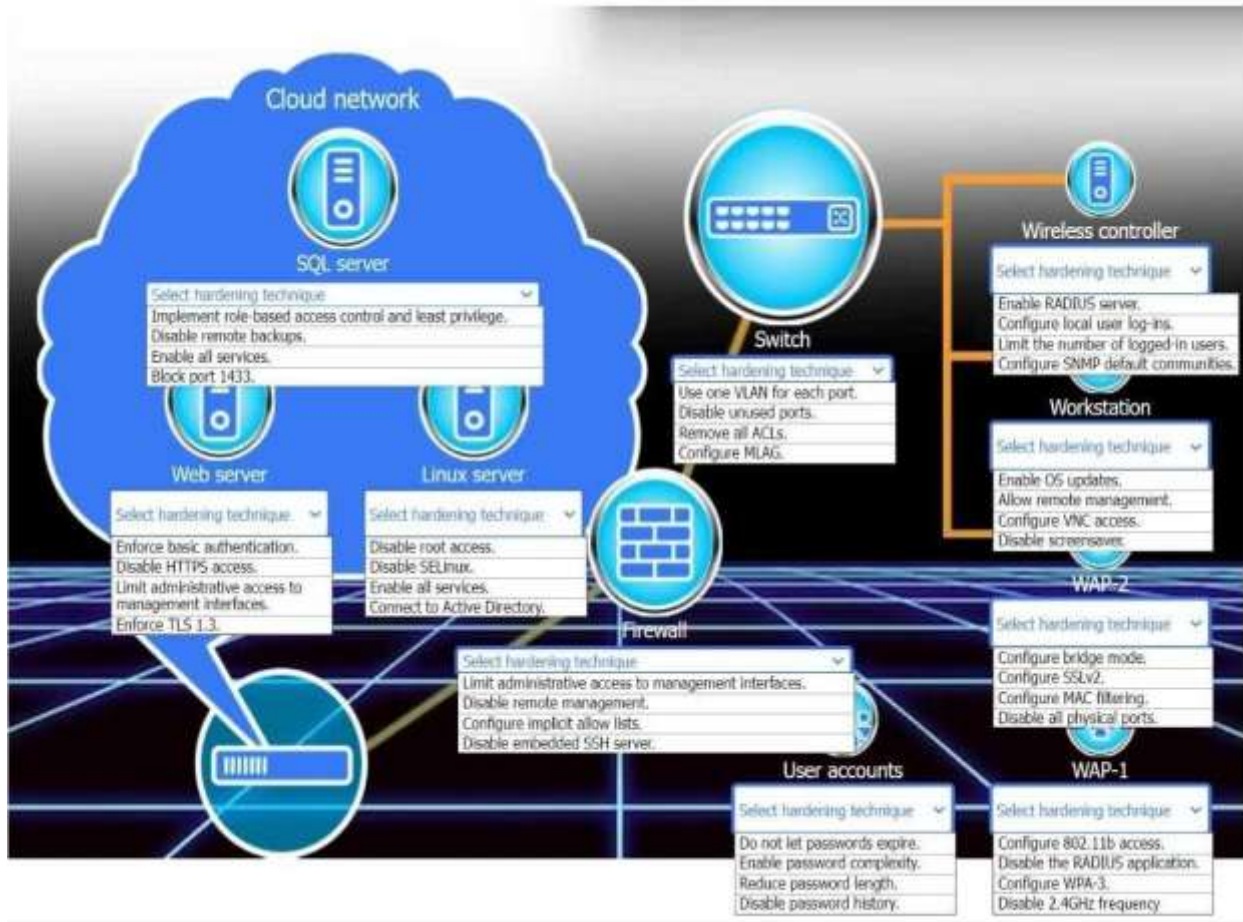 Cloud network
SQL server
Select hardening technique
Implement role-based access control and least privilege.
Disable remote backups.
Enable all services.
Block port 1433.
Web server
Select hardening technique
Enforce basic authentication.
Disable HTTPS access.
Limit administrative access to
management interfaces.
Enforce TLS 1.3.
Linux server
Select hardening technique
Disable root access.
Disable SELinux.
Enable all services.
Connect to Active Directory.
Switch
Select hardening technique
Use one VLAN for each port.
Disable unused ports.
Remove all ACLs.
Configure MLAG.
Firewall
Select hardening technique
Limit administrative access to management interfaces.
Disable remote management.
Configure implicit allow lists.
Disable embedded SSH server.
Wireless controller
Select hardening technique
Enable RADIUS server.
Configure local user log-ins.
Limit the number of logged-in users.
Configure SNMP default communities.
Workstation
Select hardening technique
Enable OS updates.
Allow remote management.
Configure VNC access.
Disable screensaver.
WAP-2
Select hardening technique
Configure bridge mode.
Configure SSLv2.
Configure MAC filtering.
Disable all physical ports.
User accounts
Select hardening technique
Do not let passwords expire.
Enable password complexity.
Reduce password length.
Disable password history.
WAP-1
Select hardening technique
Configure 802.11b access.
Disable the RADIUS application.
Configure WPA-3.
Disable 2.4GHz frequency